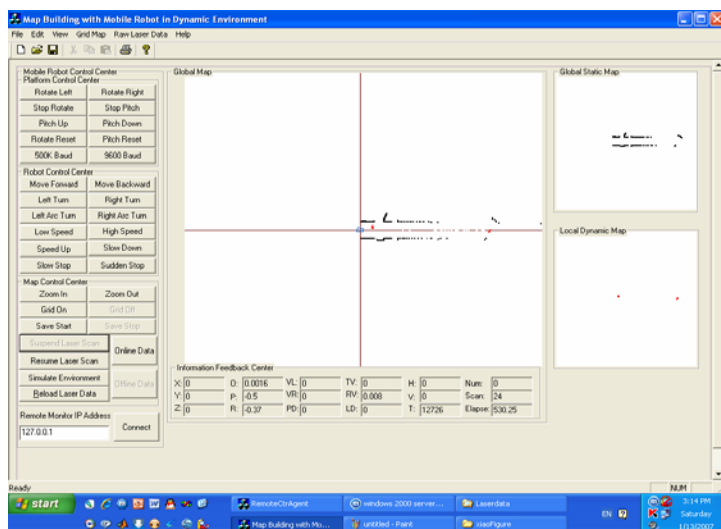 Map Building with Mobile Robot in Dynamic Environment
File Edit View Grid Map Raw Laser Data Help
Mobile Robot Control Center
Platform Control Center
Rotate Left Rotate Right
Stop Rotate Stop Pitch
Pitch Up Pitch Down
Rotate Reset Pitch Reset
500K Baud 9600 Baud
Robot Control Center
Move Forward Move Backward
Left Turn Right Turn
Left Arc Turn Right Arc Turn
Low Speed High Speed
Speed Up Slow Down
Slow Stop Sudden Stop
Map Control Center
Zoom In Zoom Out
Grid On Grid Off
Save Start Save Stop
Suspend Laser Scan
Online Data
Resume Laser Scan
Simulate Environment
Offline Data
Reload Laser Data
Remote Monitor IP Address
127.0.0.1
Connect
Global Map
Global Static Map
Local Dynamic Map
Information Feedback Center
X: 0 O: 0.0016 VL: 0 TV: 0 H: 0 Num: 0
Y: 0 P: -0.5 VR: 0 RV: 0.008 V: 0 Scan: 24
Z: 0 R: -0.37 PD: 0 LD: 0 T: 12726 Elapse: 530.25
Ready
NUM
start
RemoteCtrAgent
windows 2000 server...
Laserdata
Map Building with Mo...
untitled - Paint
xiaoFigure
EN
3:14 PM
Saturday
1/13/2007